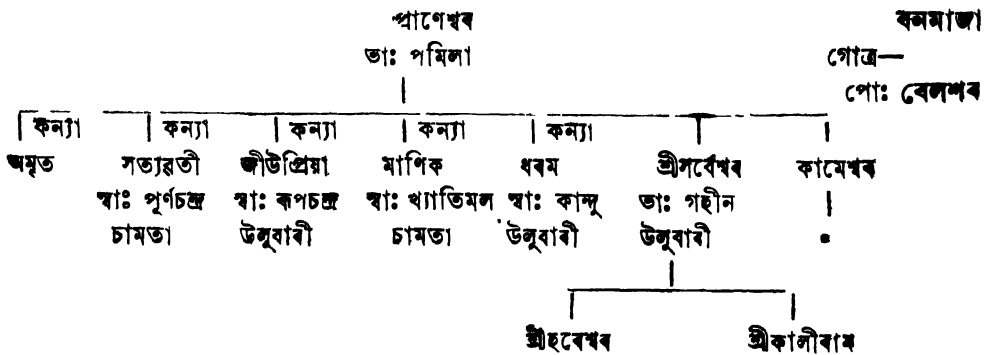 প্ৰাণেশ্বৰ বনমাজা
ভাঃ পমিলা গোত্ৰ—
পোঃ বেলশৰ
কন্যা কন্যা কন্যা কন্যা কন্যা
অমৃত সত্যৱতী জীউপ্ৰিয়া মাণিক ধৰম শ্ৰীসৰ্বেশ্বৰ কামেশ্বৰ
স্বাঃ পূৰ্ণচন্দ্ৰ স্বাঃ ৰূপচন্দ্ৰ স্বাঃ খ্যাতিমল স্বাঃ কান্দু ভাঃ গহীন
চামতা উলুবাৰী চামতা উলুবাৰী উলুবাৰী
শ্ৰীহৰেশ্বৰ শ্ৰীকালীৰাম